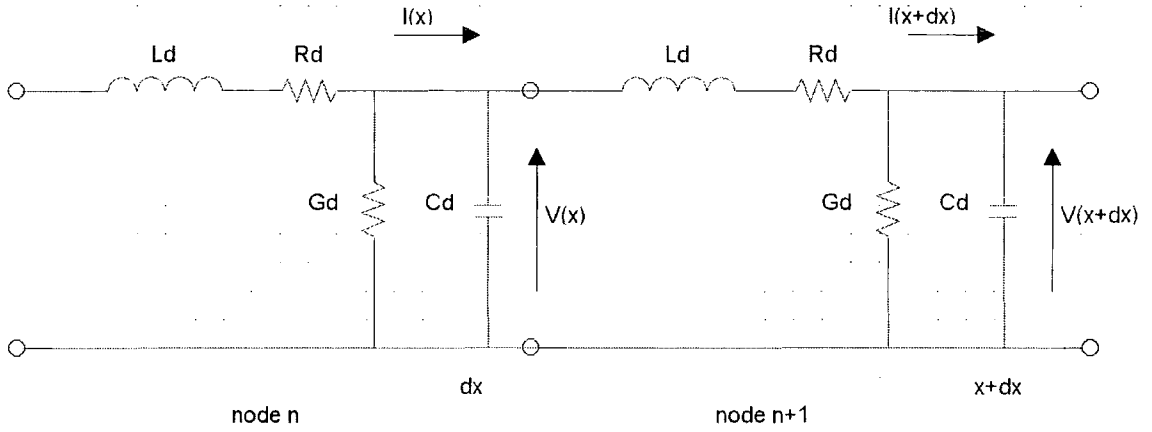 I(x)
I(x+dx)
Ld
Rd
Ld
Rd
Gd
Cd
V(x)
Gd
Cd
V(x+dx)
dx
x+dx
node n
node n+1